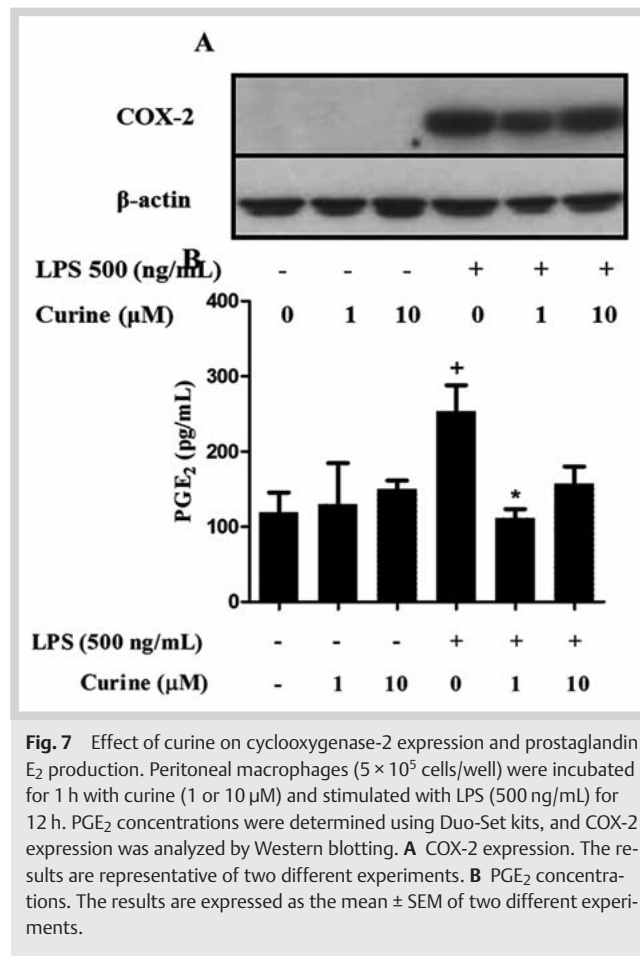 A
COX-2
β-actin
LPS 500 (ng/mL) - - - + + +
B
Curine (µM) 0 1 10 0 1 10
400
300
200
100
0
PGE₂ (pg/mL)
+
*
LPS (500 ng/mL) - - - + + +
Curine (µM) - 1 10 0 1 10
Fig. 7 Effect of curine on cyclooxygenase-2 expression and prostaglandin
E₂ production. Peritoneal macrophages (5 × 10⁵ cells/well) were incubated
for 1 h with curine (1 or 10 µM) and stimulated with LPS (500 ng/mL) for
12 h. PGE₂ concentrations were determined using Duo-Set kits, and COX-2
expression was analyzed by Western blotting. A COX-2 expression. The re-
sults are representative of two different experiments. B PGE₂ concentra-
tions. The results are expressed as the mean ± SEM of two different experi-
ments.